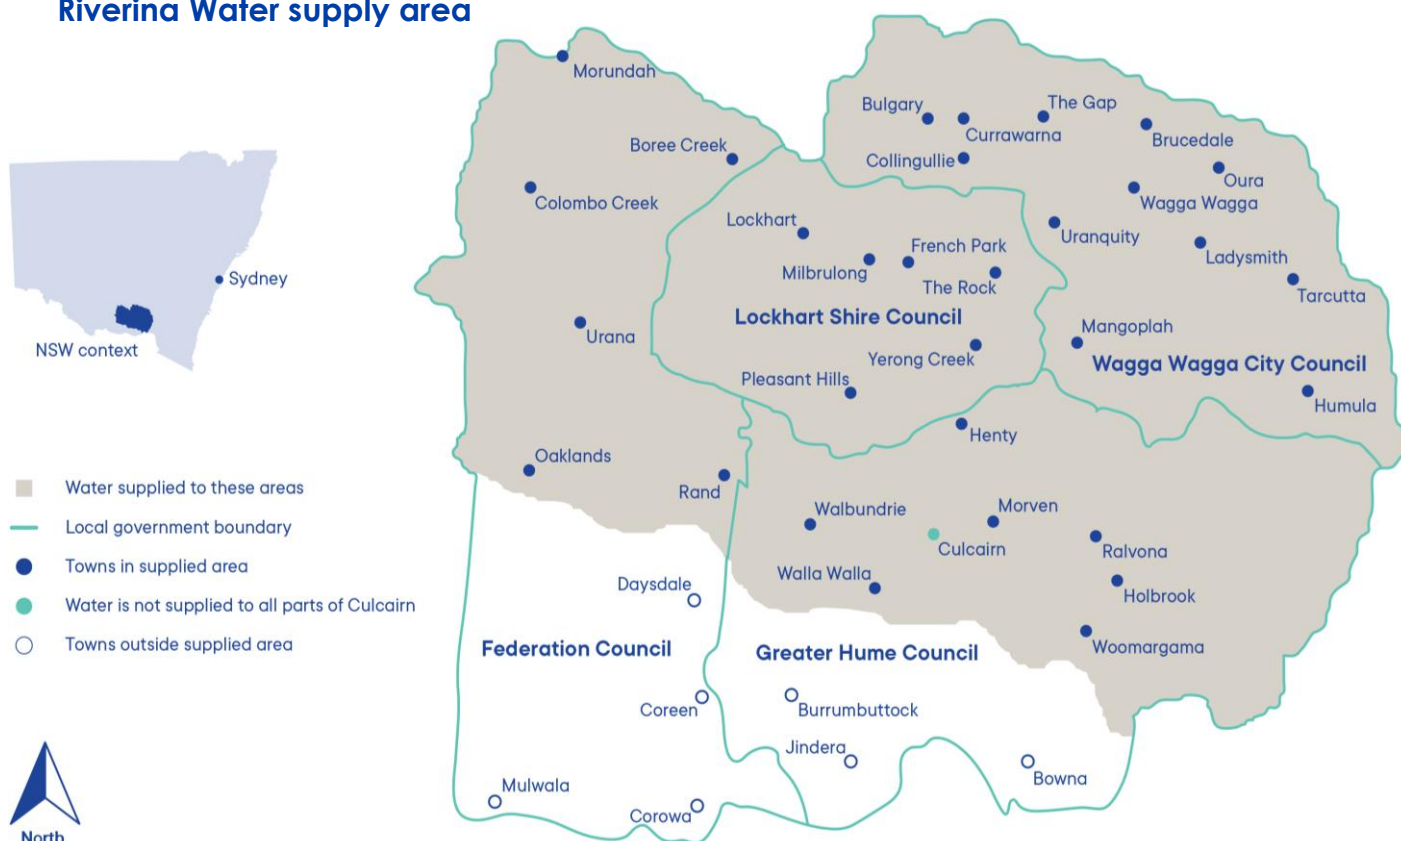 Riverina Water supply area
Morundah
Bulgary
The Gap
Currawarna
Brucedale
Boree Creek
Collingullie
Oura
Colombo Creek
Wagga Wagga
Lockhart
Uranquity
French Park
Ladysmith
Milbrulong
Sydney
The Rock
Tarcutta
Lockhart Shire Council
Mangoplah
Urana
NSW context
Yerong Creek
Wagga Wagga City Council
Pleasant Hills
Humula
Henty
Oaklands
Water supplied to these areas
Rand
Local government boundary
Walbundrie
Morven
Culcairn
Ralvona
Towns in supplied area
Walla Walla
Daysdale
Holbrook
Water is not supplied to all parts of Culcairn
Towns outside supplied area
Federation Council
Greater Hume Council
Woomargama
Coreen
Burrumbuttock
Jindera
Bowna
Mulwala
Corowa
North